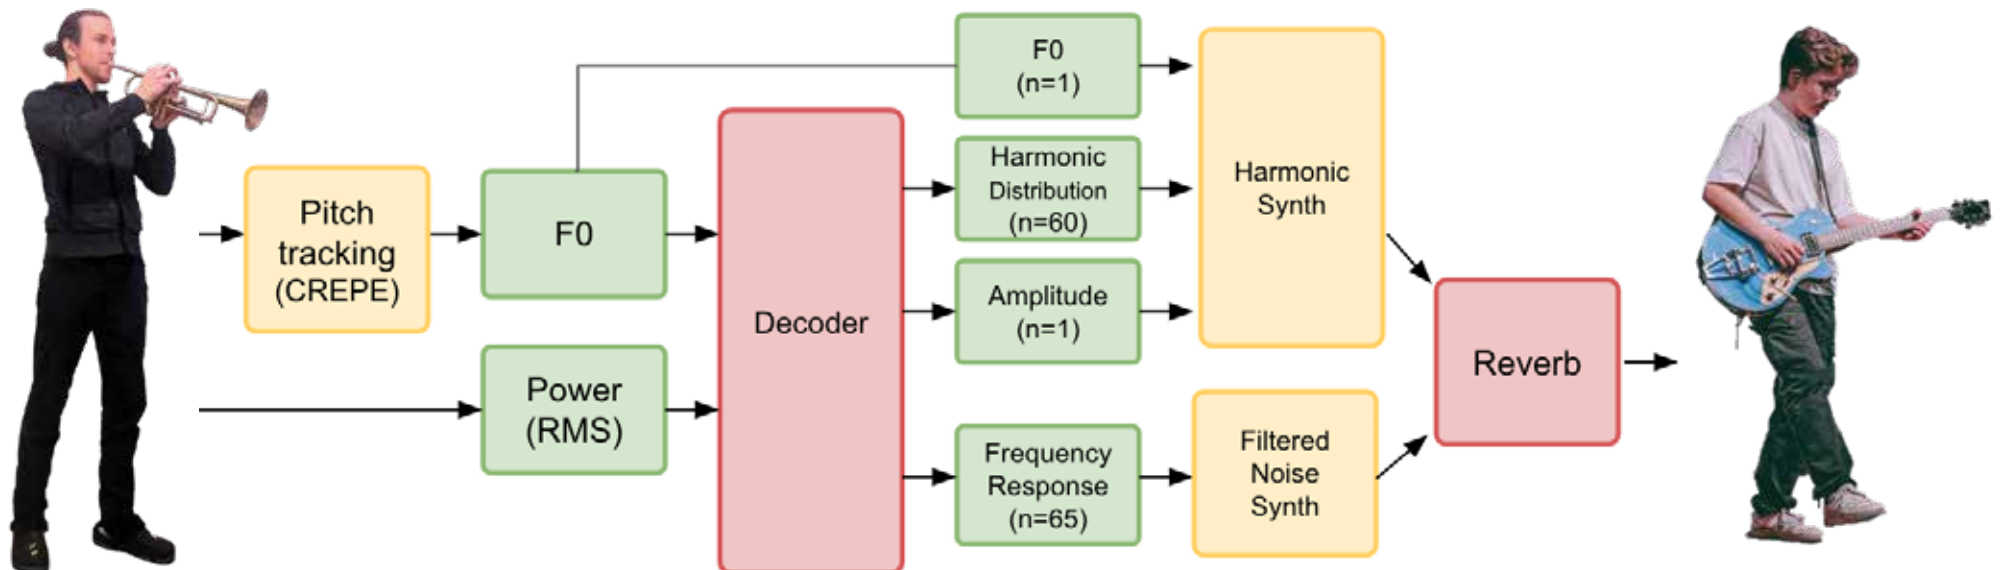 Pitch
tracking
(CREPE)
F0
Power
(RMS)
Decoder
F0
(n=1)
Harmonic
Distribution
(n=60)
Amplitude
(n=1)
Frequency
Response
(n=65)
Harmonic
Synth
Filtered
Noise
Synth
Reverb